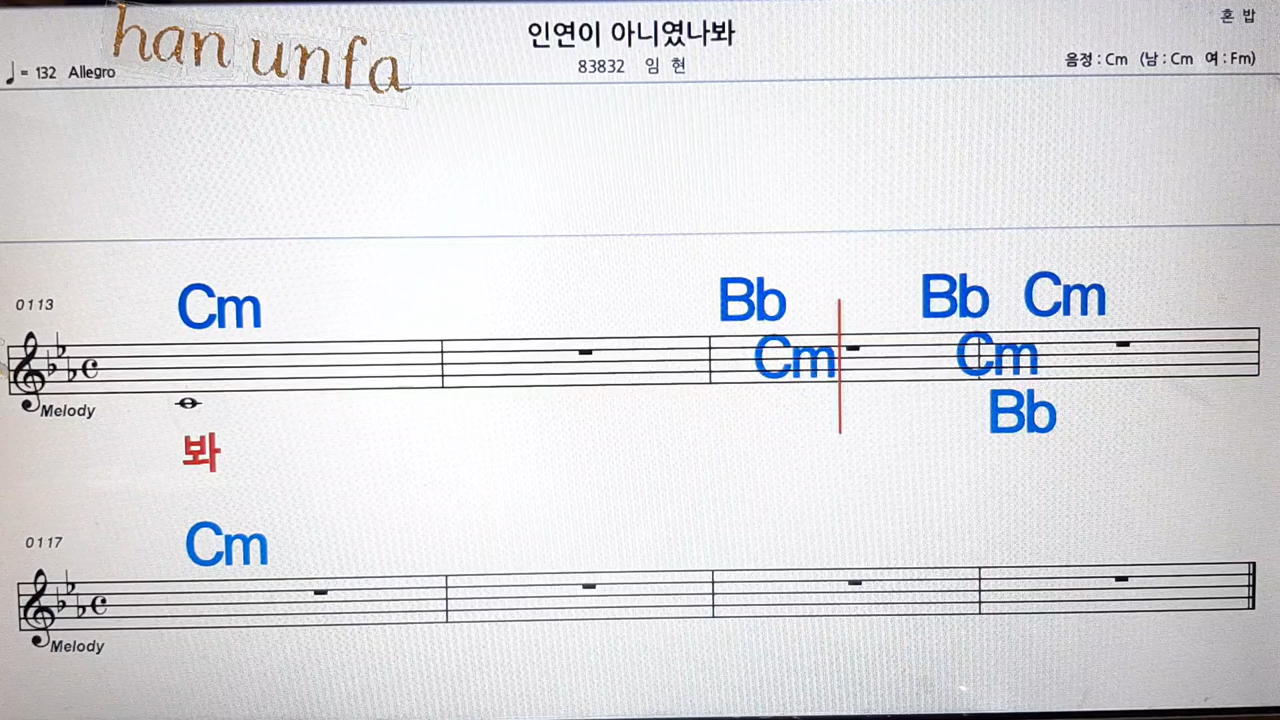 han unfa
인연이 아니였나봐
혼 밥
♩= 132 Allegro
83832 임 현
음정 : Cm (남 : Cm 여 : Fm)
0113
Cm Bb Bb Cm
Cm Cm
Melody
Bb
봐
0117
Cm
Melody